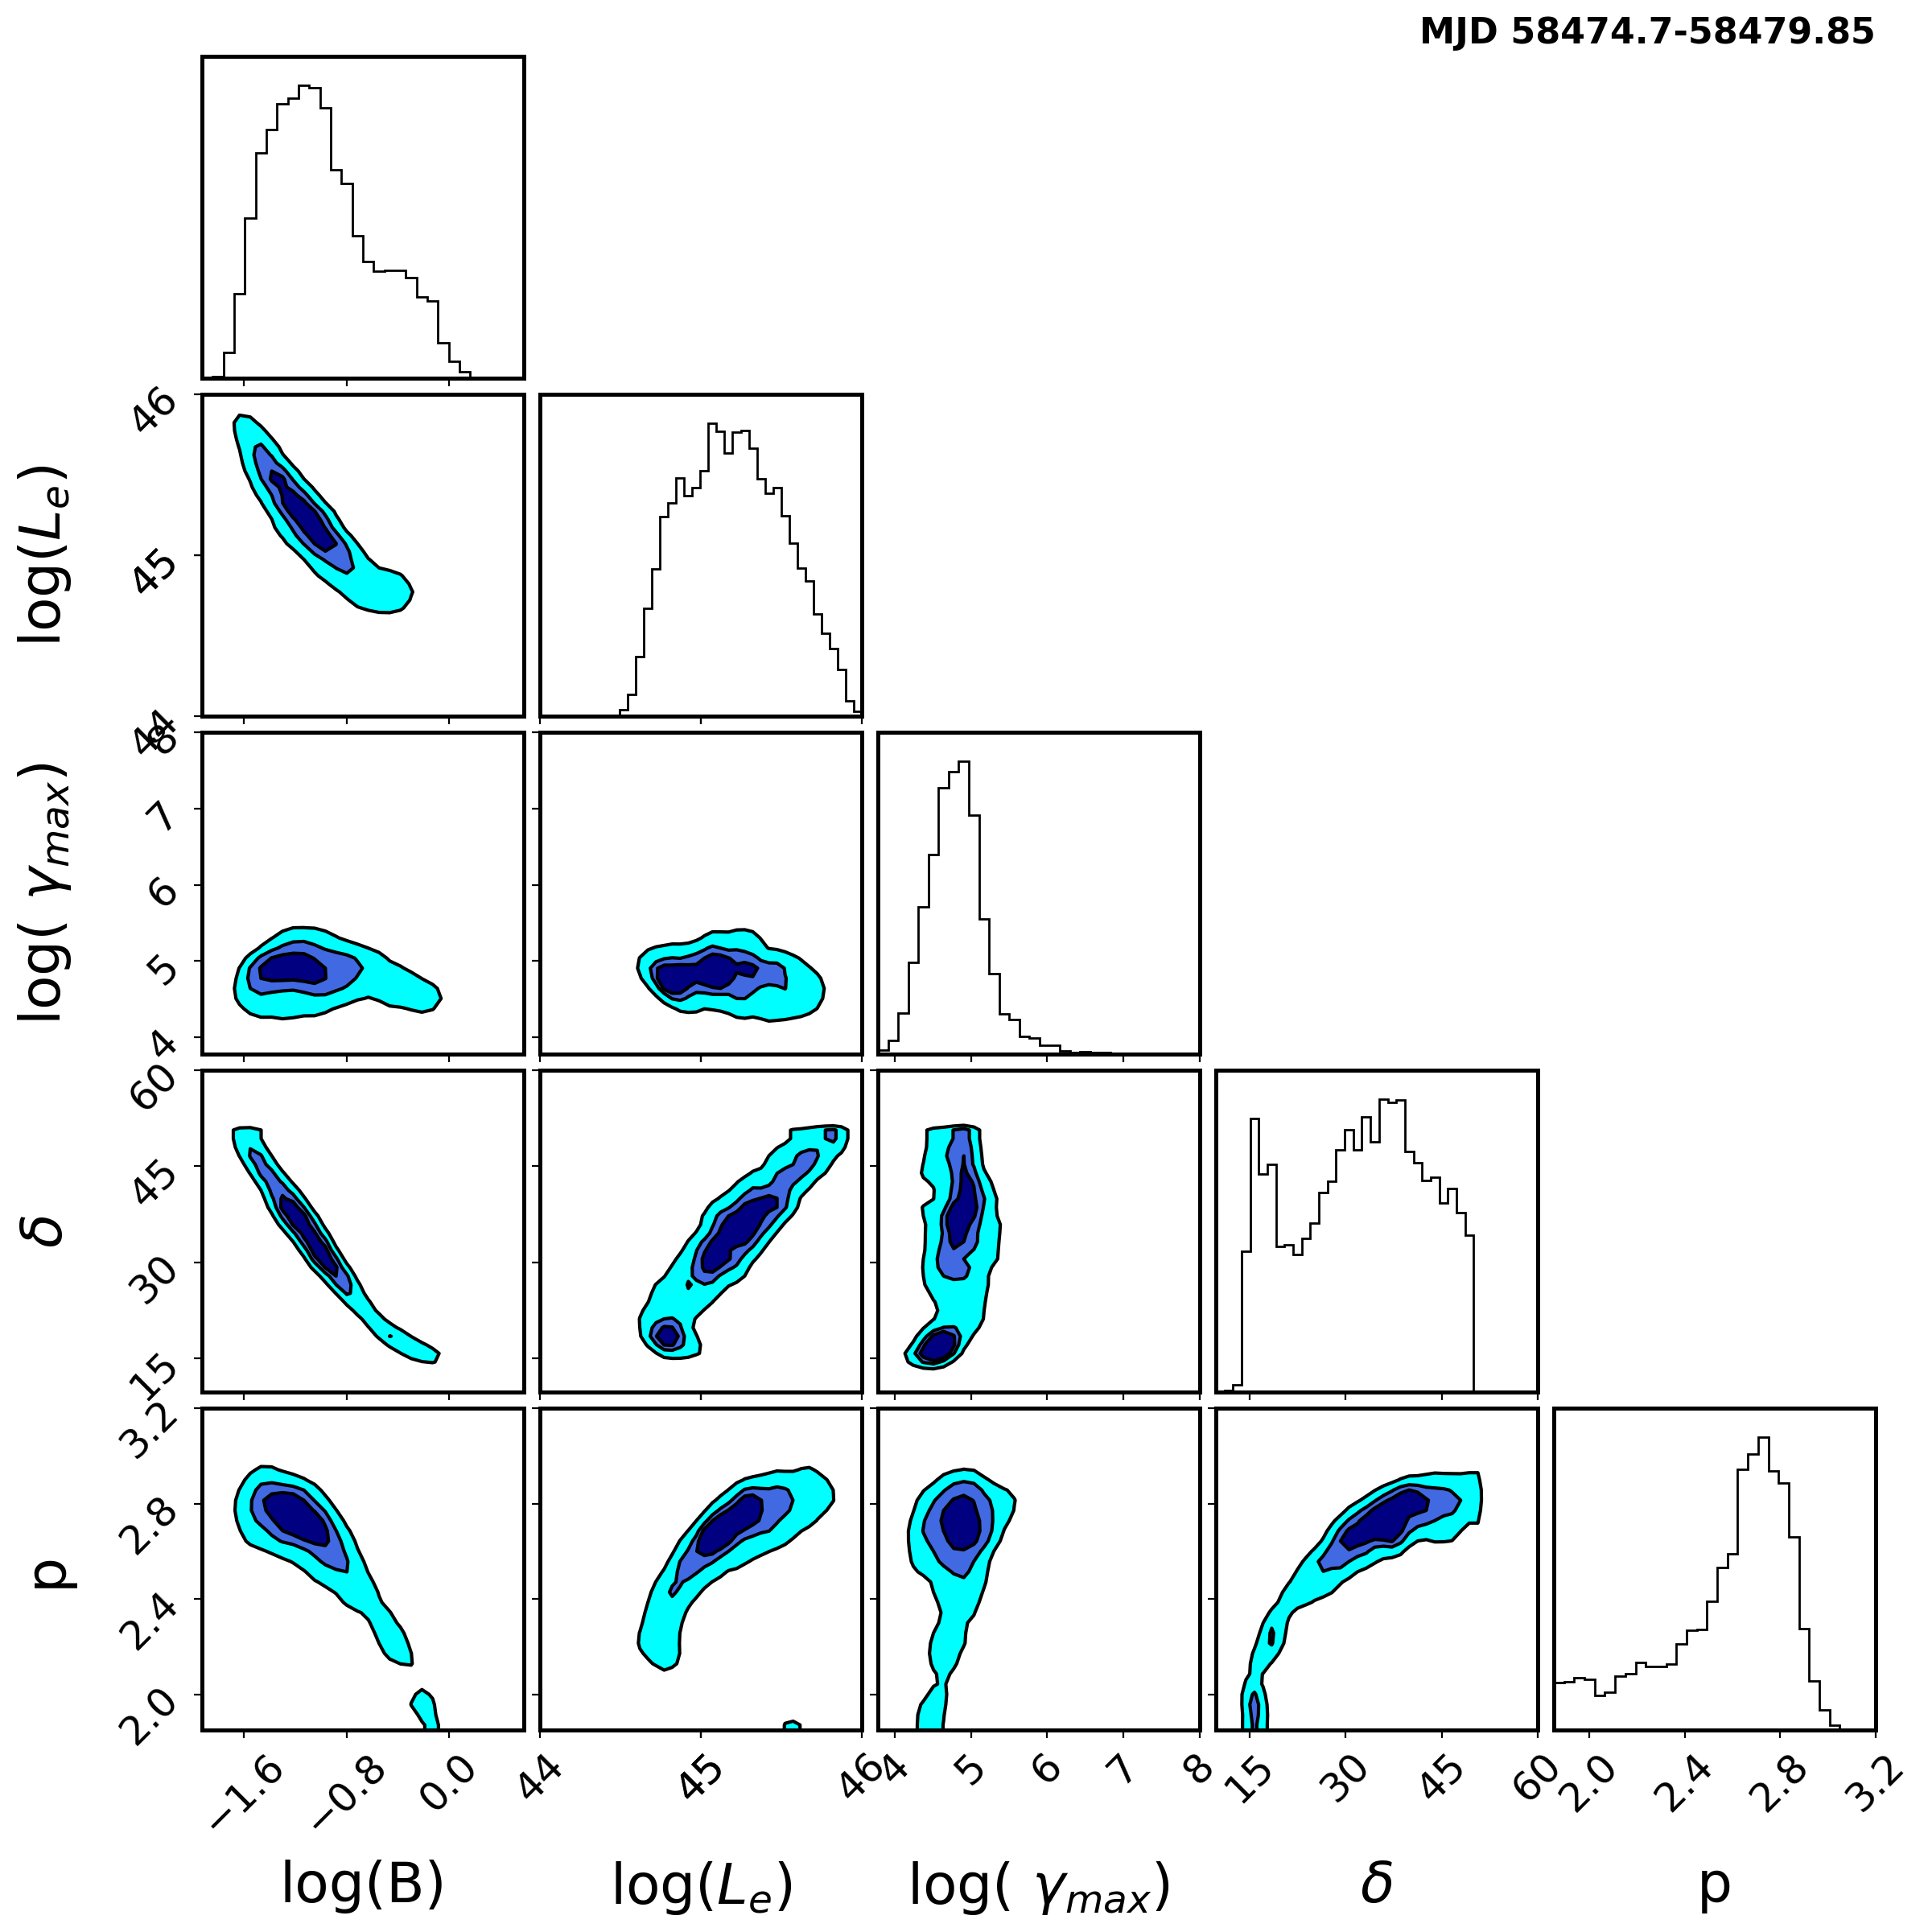 MJD 58474.7-58479.85
46
45
44
log(L_e)
8
7
6
5
4
log( γ_max)
60
45
30
15
δ
3.2
2.8
2.4
2.0
p
−1.6 −0.8 0.0 44 45 46 4 5 6 7 8 15 30 45 60 2.0 2.4 2.8 3.2
log(B) log(L_e) log( γ_max) δ p